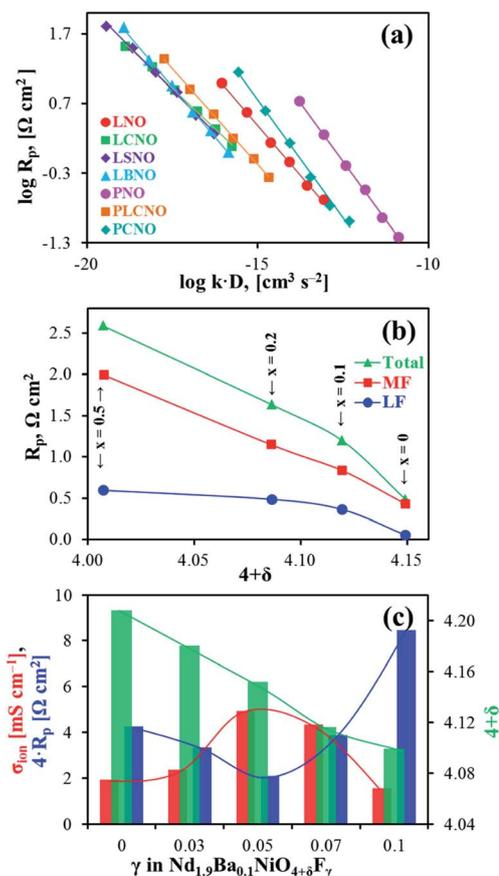 (a)
1.7
0.7
-0.3
-1.3
log Rp, [Ω cm²]
LNO
LCNO
LSNO
LBNO
PNO
PLCNO
PCNO
-20
-15
-10
log k·D, [cm³ s⁻²]
(b)
2.5
2.0
1.5
1.0
0.5
0.0
Rp, Ω cm²
Total
MF
LF
← x = 0.5 →
← x = 0.2
← x = 0.1
← x = 0
4.00
4.05
4.10
4.15
4+δ
(c)
10
8
6
4
2
0
σion [mS cm⁻¹],
4·Rp [Ω cm²]
4.20
4.16
4.12
4.08
4.04
4+δ
0
0.03
0.05
0.07
0.1
γ in Nd1.9Ba0.1NiO4+δFγ